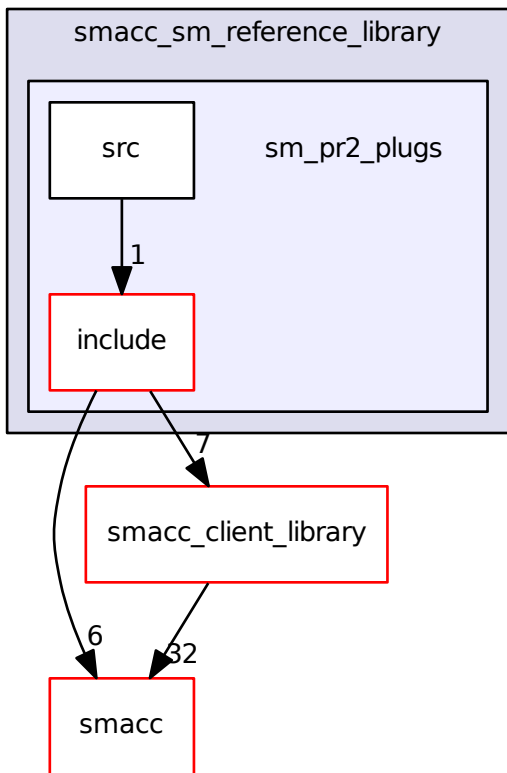 smacc_sm_reference_library
src
sm_pr2_plugs
1
include
7
smacc_client_library
6
32
smacc